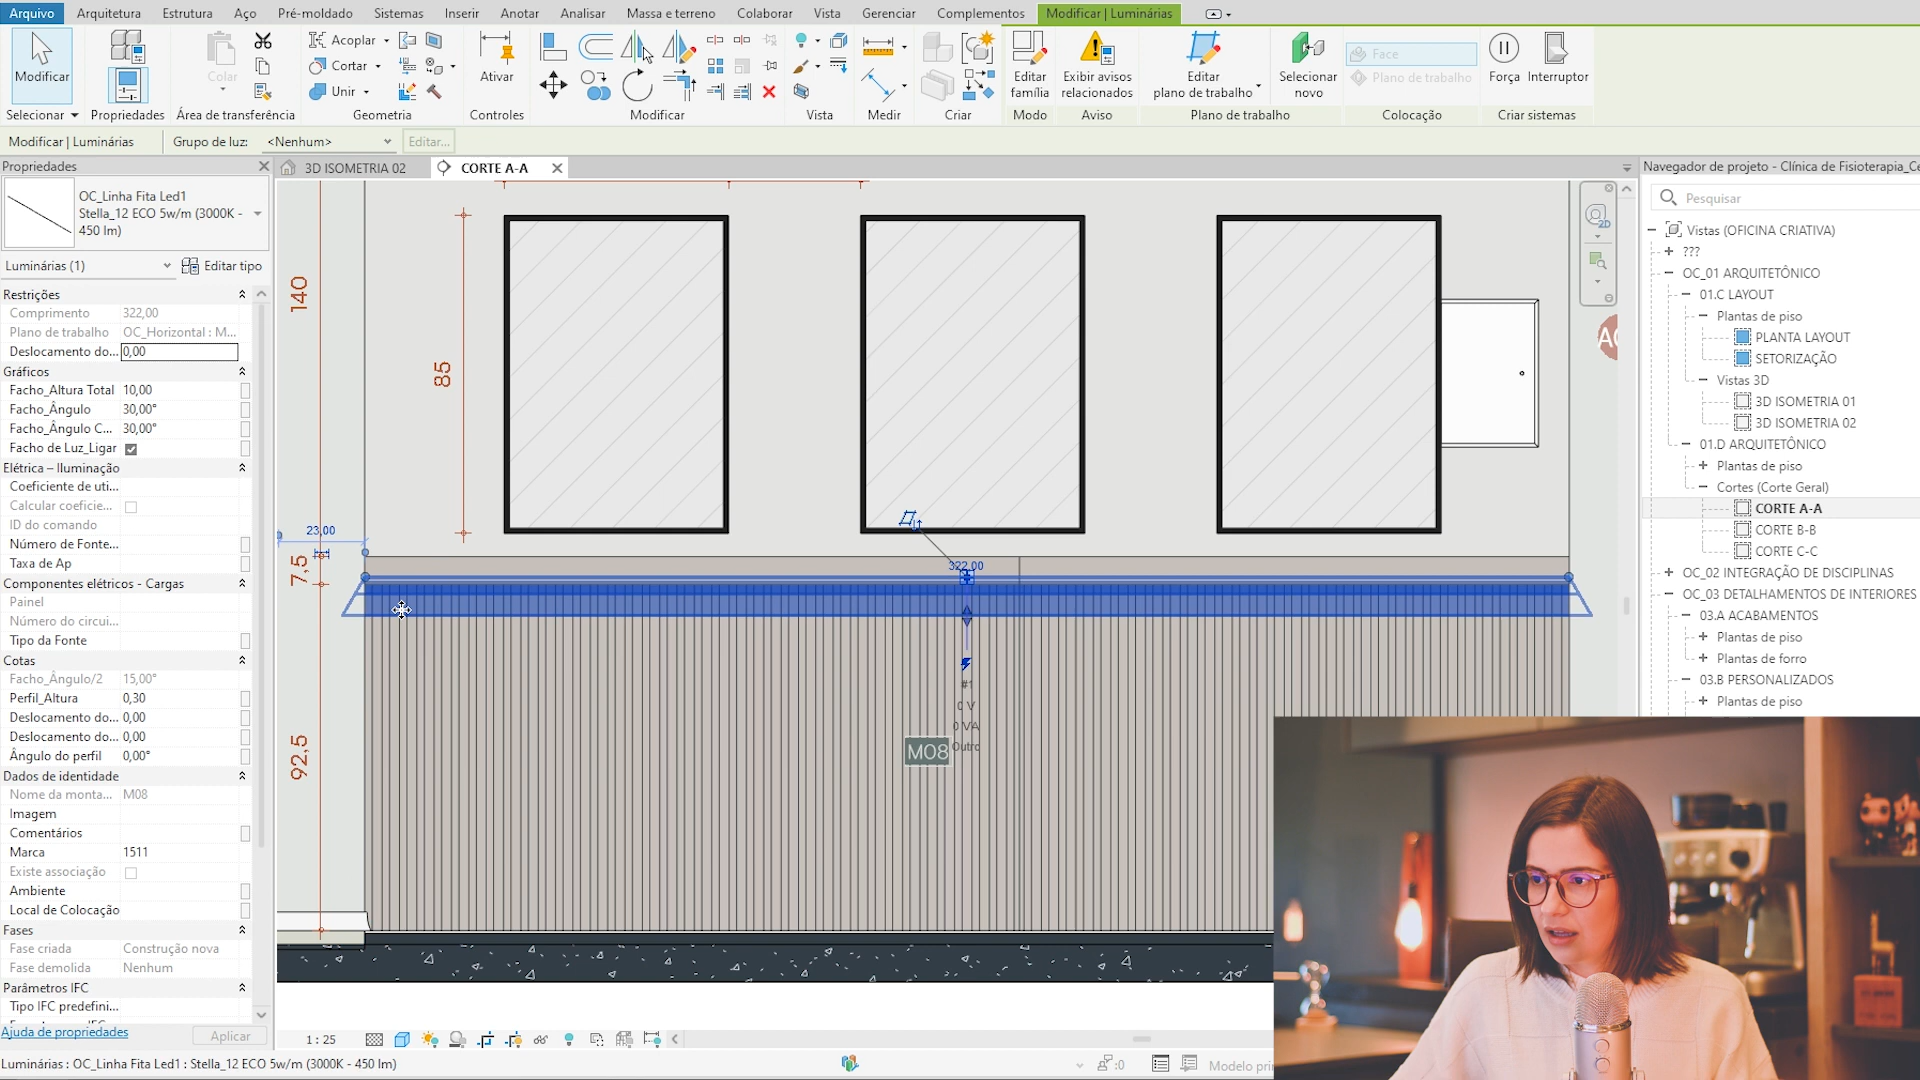 Arquivo Arquitetura Estrutura Aço Pré-moldado Sistemas Inserir Anotar Analisar Massa e terreno Colaborar Vista Gerenciar Complementos Modificar | Luminárias
Modificar
Colar
Acoplar
Cortar
Unir
Ativar
Editar família
Exibir avisos relacionados
Editar plano de trabalho
Selecionar novo
Face
Plano de trabalho
Força Interruptor
Selecionar Propriedades Área de transferência Geometria Controles Modificar Vista Medir Criar Modo Aviso Plano de trabalho Colocação Criar sistemas
Modificar | Luminárias Grupo de luz: <Nenhum> Editar...
Propriedades
OC_Linha Fita Led1
Stella_12 ECO 5w/m (3000K -
450 lm)
Luminárias (1) Editar tipo
Restrições
Comprimento 322,00
Plano de trabalho OC_Horizontal : M...
Deslocamento do... 0,00
Gráficos
Facho_Altura Total 10,00
Facho_Ângulo 30,00°
Facho_Ângulo C... 30,00°
Facho de Luz_Ligar
Elétrica – Iluminação
Coeficiente de uti...
Calcular coeficie...
ID do comando
Número de Fonte...
Taxa de Ap
Componentes elétricos - Cargas
Painel
Número do circui...
Tipo da Fonte
Cotas
Facho_Ângulo/2 15,00°
Perfil_Altura 0,30
Deslocamento do... 0,00
Deslocamento do... 0,00
Ângulo do perfil 0,00°
Dados de identidade
Nome da monta... M08
Imagem
Comentários
Marca 1511
Existe associação
Ambiente
Local de Colocação
Fases
Fase criada Construção nova
Fase demolida Nenhum
Parâmetros IFC
Tipo IFC predefini...
Ajuda de propriedades Aplicar
3D ISOMETRIA 02 CORTE A-A
140
85
23,00
7,5
322,00
92,5
#1
0 V
0 VA
Outro
M08
2D
1 : 25
Luminárias : OC_Linha Fita Led1 : Stella_12 ECO 5w/m (3000K - 450 lm)
:0
Modelo pri
Navegador de projeto - Clínica de Fisioterapia_Ce
Pesquisar
Vistas (OFICINA CRIATIVA)
???
OC_01 ARQUITETÔNICO
01.C LAYOUT
Plantas de piso
PLANTA LAYOUT
SETORIZAÇÃO
Vistas 3D
3D ISOMETRIA 01
3D ISOMETRIA 02
01.D ARQUITETÔNICO
Plantas de piso
Cortes (Corte Geral)
CORTE A-A
CORTE B-B
CORTE C-C
OC_02 INTEGRAÇÃO DE DISCIPLINAS
OC_03 DETALHAMENTOS DE INTERIORES
03.A ACABAMENTOS
Plantas de piso
Plantas de forro
03.B PERSONALIZADOS
Plantas de piso